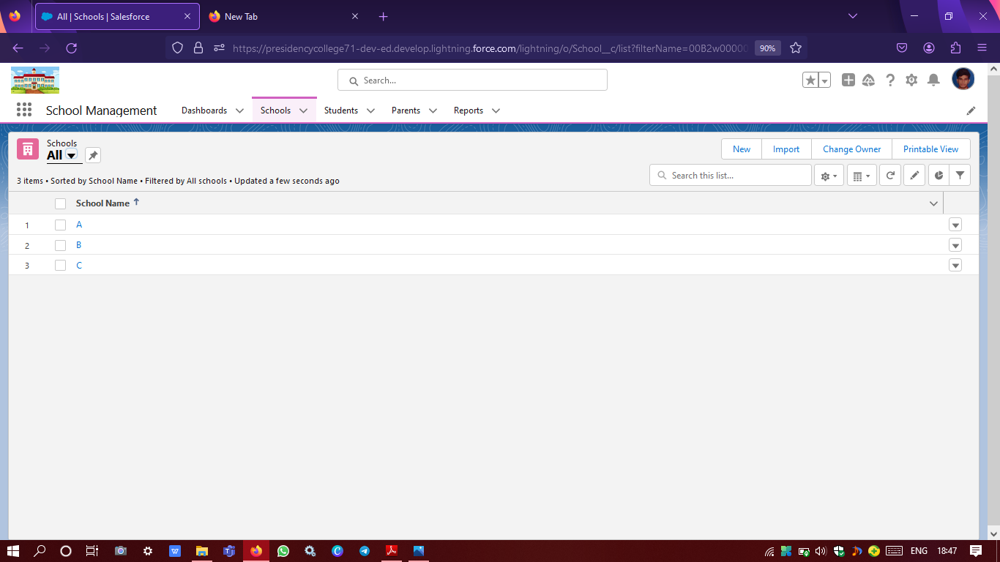 All | Schools | Salesforce
New Tab
https://presidencycollege71-dev-ed.develop.lightning.force.com/lightning/o/School__c/list?filterName=00B2w00000
90%
Search...
School Management
Dashboards
Schools
Students
Parents
Reports
Schools
All
New
Import
Change Owner
Printable View
3 items • Sorted by School Name • Filtered by All schools • Updated a few seconds ago
Search this list...
School Name
1 A
2 B
3 C
ENG
18:47